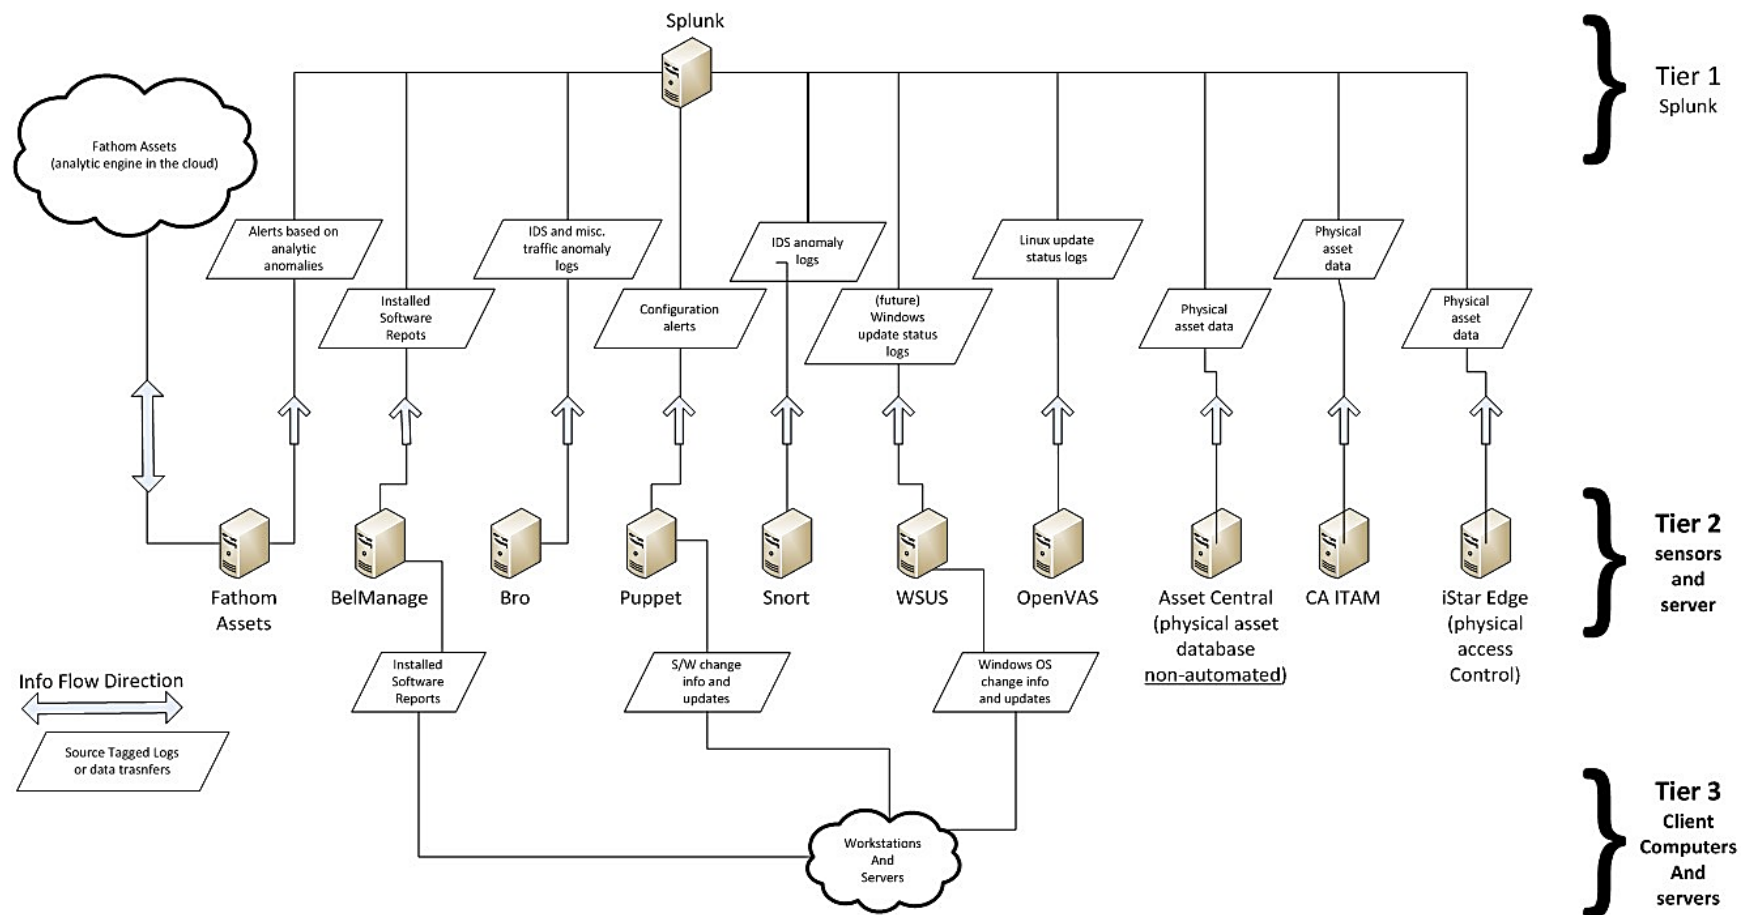 Splunk
Tier 1
Splunk
Fathom Assets
(analytic engine in the cloud)
Alerts based on
analytic
anomalies
IDS and misc.
traffic anomaly
logs
IDS anomaly
logs
Linux update
status logs
Physical
asset
data
Installed
Software
Repots
Configuration
alerts
(future)
Windows
update status
logs
Physical
asset data
Physical
asset
data
Fathom
Assets
BelManage
Bro
Puppet
Snort
WSUS
OpenVAS
Asset Central
(physical asset
database
non-automated)
CA ITAM
iStar Edge
(physical
access
Control)
Tier 2
sensors
and
server
Installed
Software
Reports
S/W change
info and
updates
Windows OS
change info
and updates
Info Flow Direction
Source Tagged Logs
or data trasnfers
Workstations
And
Servers
Tier 3
Client
Computers
And
servers